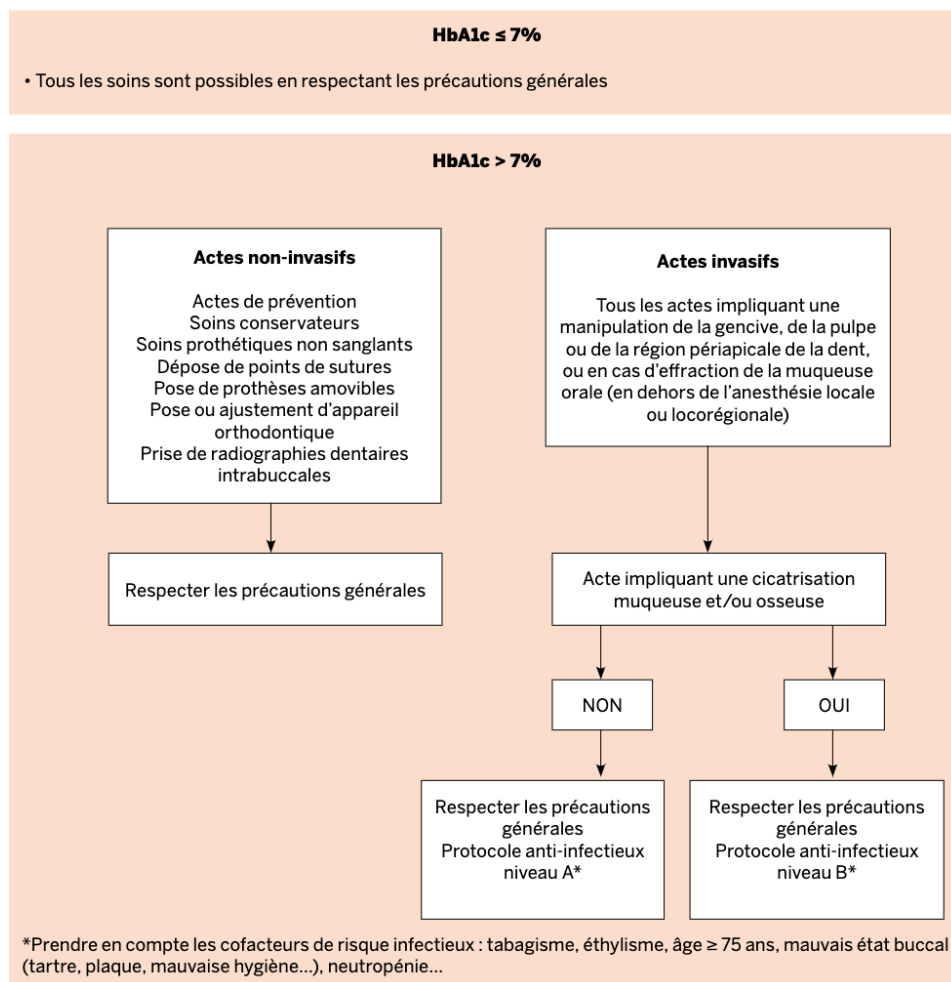 HbA1c ≤ 7%
• Tous les soins sont possibles en respectant les précautions générales
HbA1c > 7%
Actes non-invasifs
Actes de prévention
Soins conservateurs
Soins prothétiques non sanglants
Dépose de points de sutures
Pose de prothèses amovibles
Pose ou ajustement d'appareil
orthodontique
Prise de radiographies dentaires
intrabuccales
Respecter les précautions générales
Actes invasifs
Tous les actes impliquant une
manipulation de la gencive, de la pulpe
ou de la région périapicale de la dent,
ou en cas d'effraction de la muqueuse
orale (en dehors de l'anesthésie locale
ou locorégionale)
Acte impliquant une cicatrisation
muqueuse et/ou osseuse
NON
OUI
Respecter les précautions
générales
Protocole anti-infectieux
niveau A*
Respecter les précautions
générales
Protocole anti-infectieux
niveau B*
*Prendre en compte les cofacteurs de risque infectieux : tabagisme, éthylisme, âge ≥ 75 ans, mauvais état buccal
(tartre, plaque, mauvaise hygiène...), neutropénie...